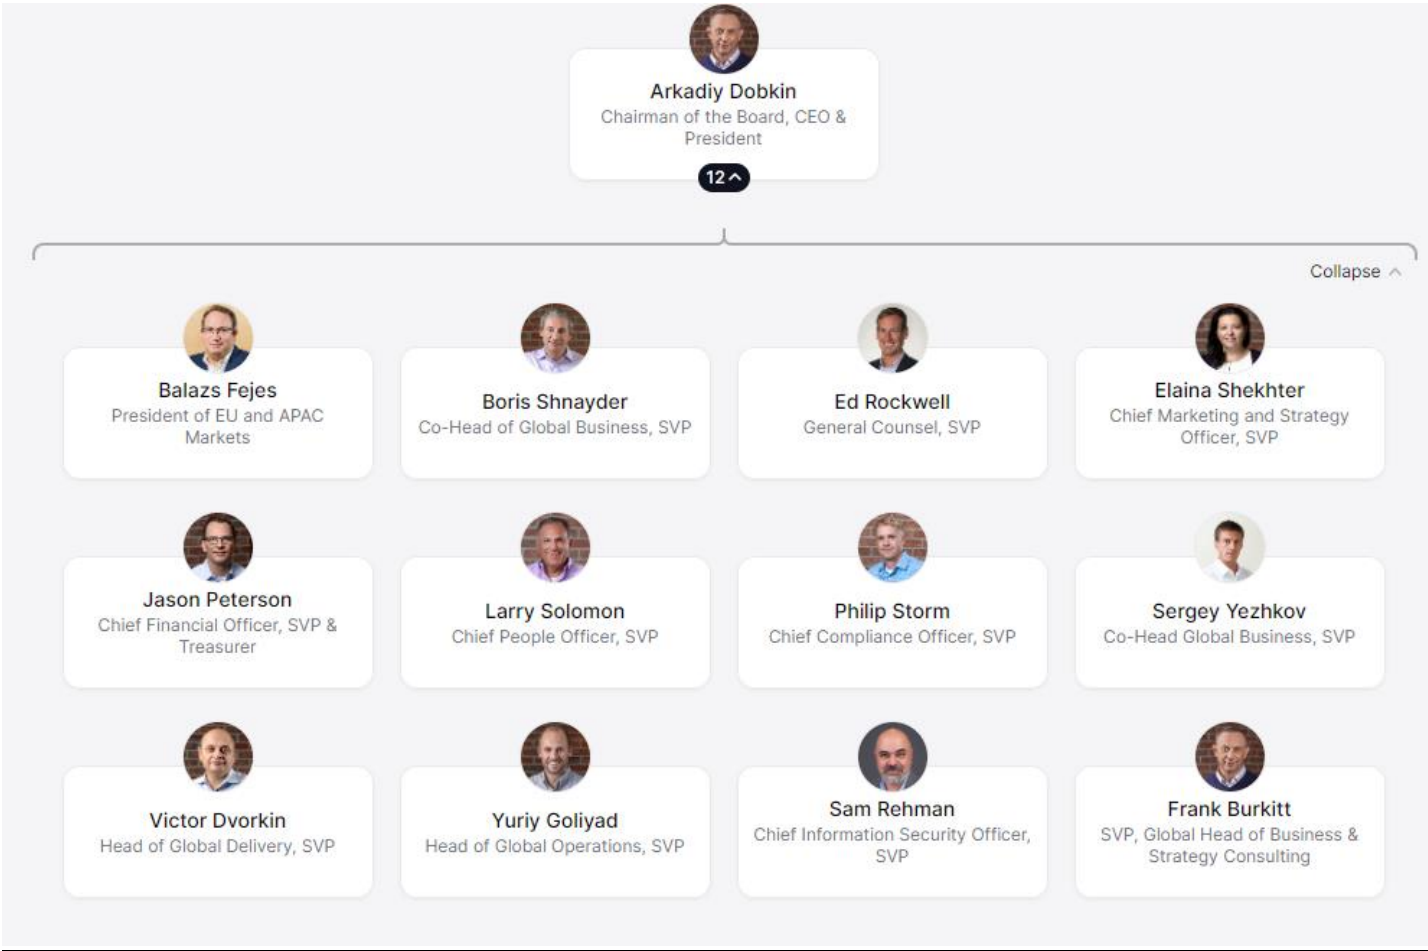 Arkadiy Dobkin
Chairman of the Board, CEO &
President
12
Collapse
Balazs Fejes
President of EU and APAC
Markets
Boris Shnayder
Co-Head of Global Business, SVP
Ed Rockwell
General Counsel, SVP
Elaina Shekhter
Chief Marketing and Strategy
Officer, SVP
Jason Peterson
Chief Financial Officer, SVP &
Treasurer
Larry Solomon
Chief People Officer, SVP
Philip Storm
Chief Compliance Officer, SVP
Sergey Yezhkov
Co-Head Global Business, SVP
Victor Dvorkin
Head of Global Delivery, SVP
Yuriy Goliyad
Head of Global Operations, SVP
Sam Rehman
Chief Information Security Officer,
SVP
Frank Burkitt
SVP, Global Head of Business &
Strategy Consulting